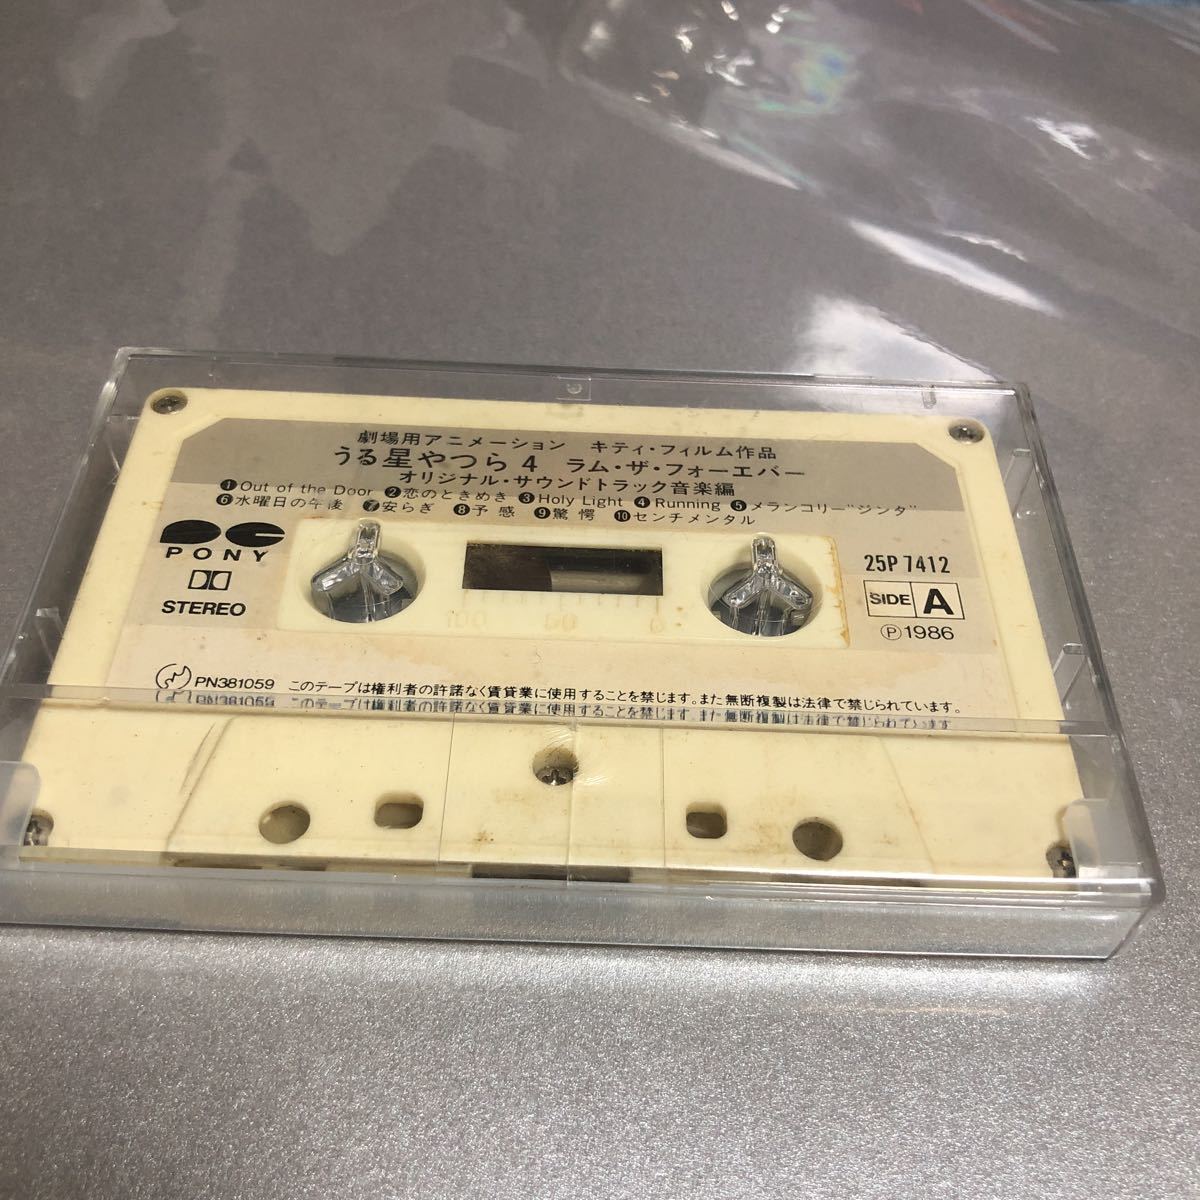 劇場用アニメーション キティ・フィルム作品
うる星やつら4 ラム・ザ・フォーエバー
オリジナル・サウンドトラック音楽編
❶Out of the Door ❷恋のときめき ❸Holy Light ❹Running ❺メランコリー"ジンタ"
❻水曜日の午後 ❼安らぎ ❽予感 ❾驚愕 ❿センチメンタル
PONY
STEREO
100 50 0
25P 7412
SIDE A
Ⓟ1986
PN381059 このテープは権利者の許諾なく賃貸業に使用することを禁じます。また無断複製は法律で禁じられています。